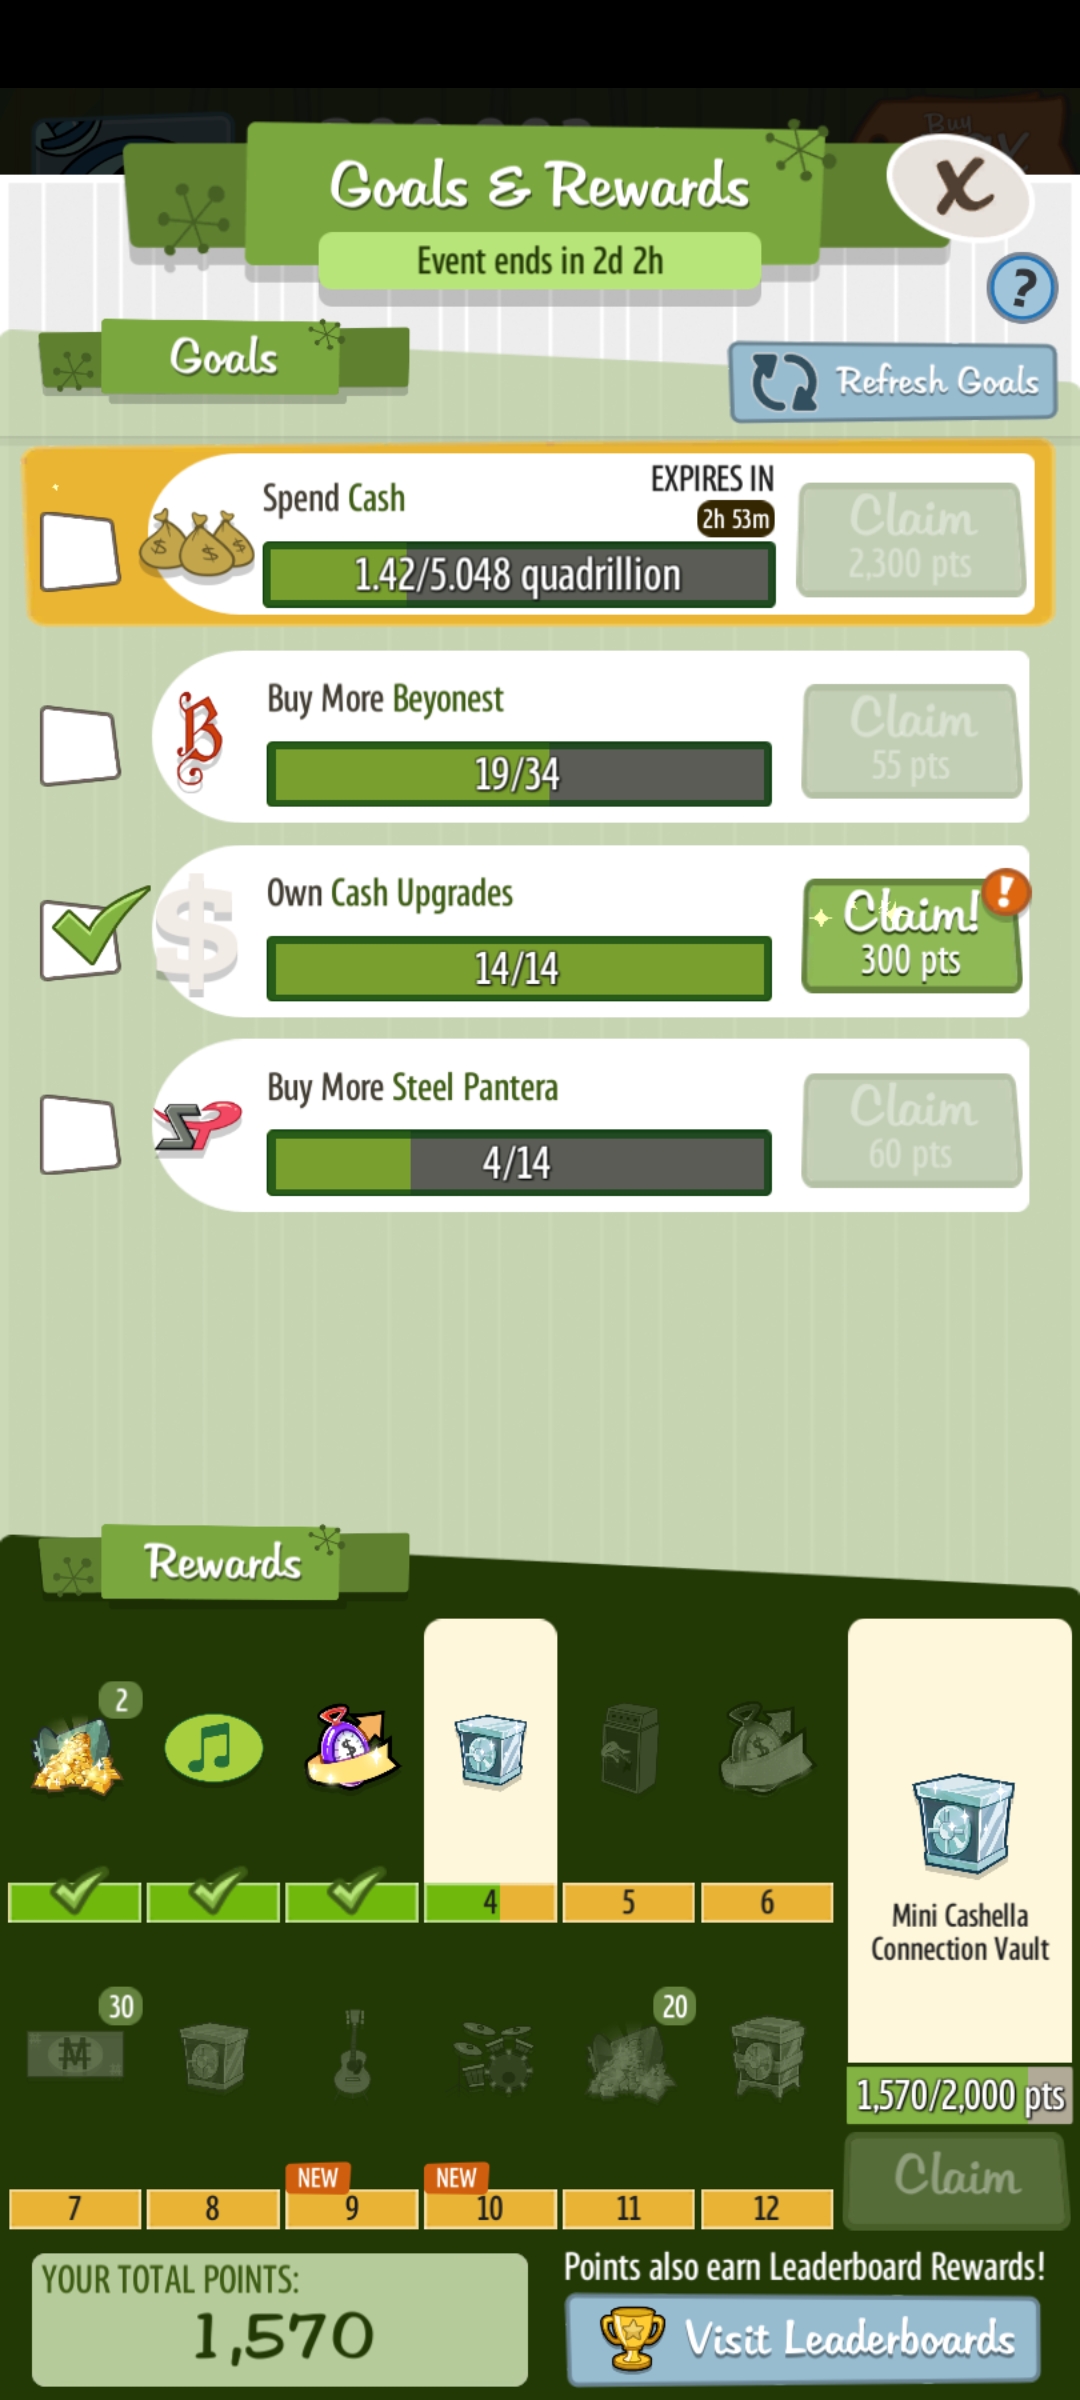 Buy
Goals & Rewards
X
Event ends in 2d 2h
?
Goals
Refresh Goals
Spend Cash
EXPIRES IN
2h 53m
1.42/5.048 quadrillion
Claim
2,300 pts
B
Buy More Beyonest
19/34
Claim
55 pts
$
Own Cash Upgrades
14/14
Claim!
300 pts
!
SP
Buy More Steel Pantera
4/14
Claim
60 pts
Rewards
2
4
5
6
Mini Cashella
Connection Vault
30
20
1,570/2,000 pts
NEW
NEW
7
8
9
10
11
12
Claim
YOUR TOTAL POINTS:
1,570
Points also earn Leaderboard Rewards!
Visit Leaderboards